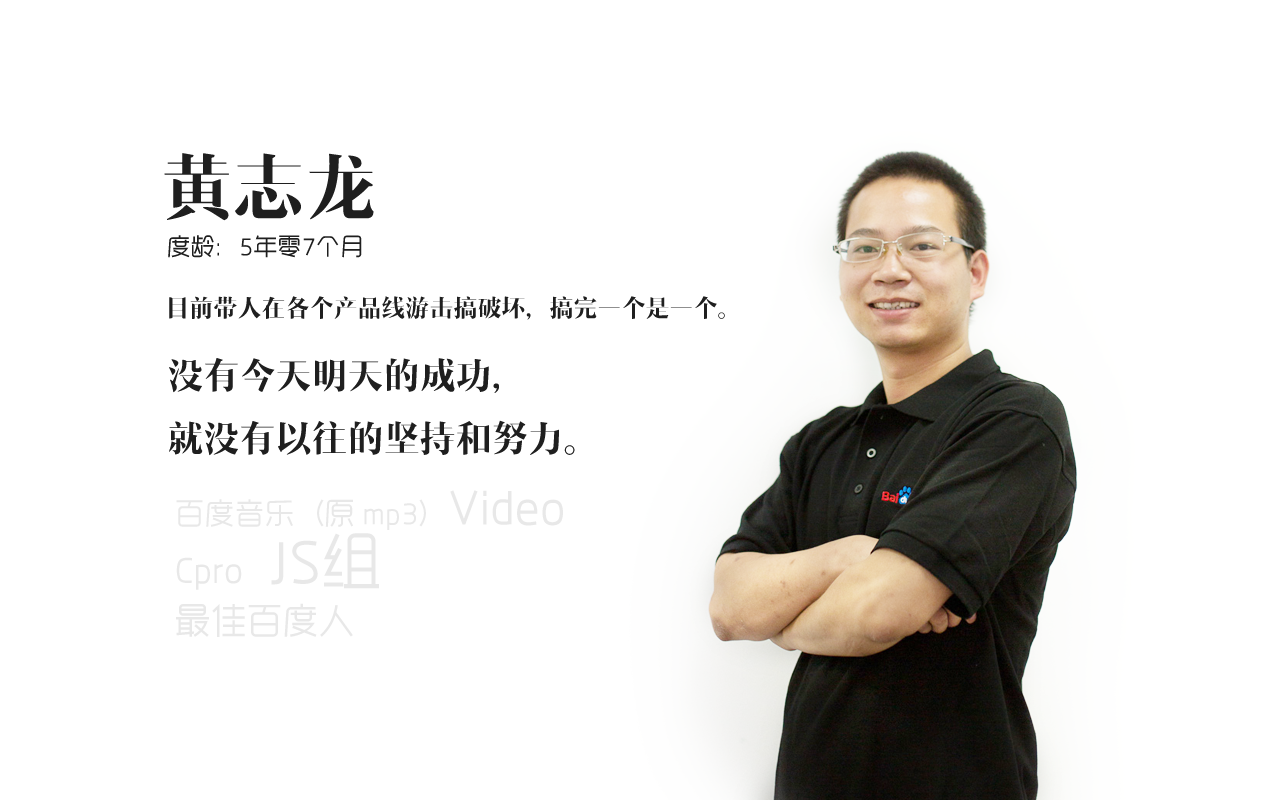 黄志龙
度龄： 5年零7个月
目前带人在各个产品线游击搞破坏，搞完一个是一个。
没有今天明天的成功，
就没有以往的坚持和努力。
百度音乐（原 mp3） Video
Cpro JS组
最佳百度人
Bai